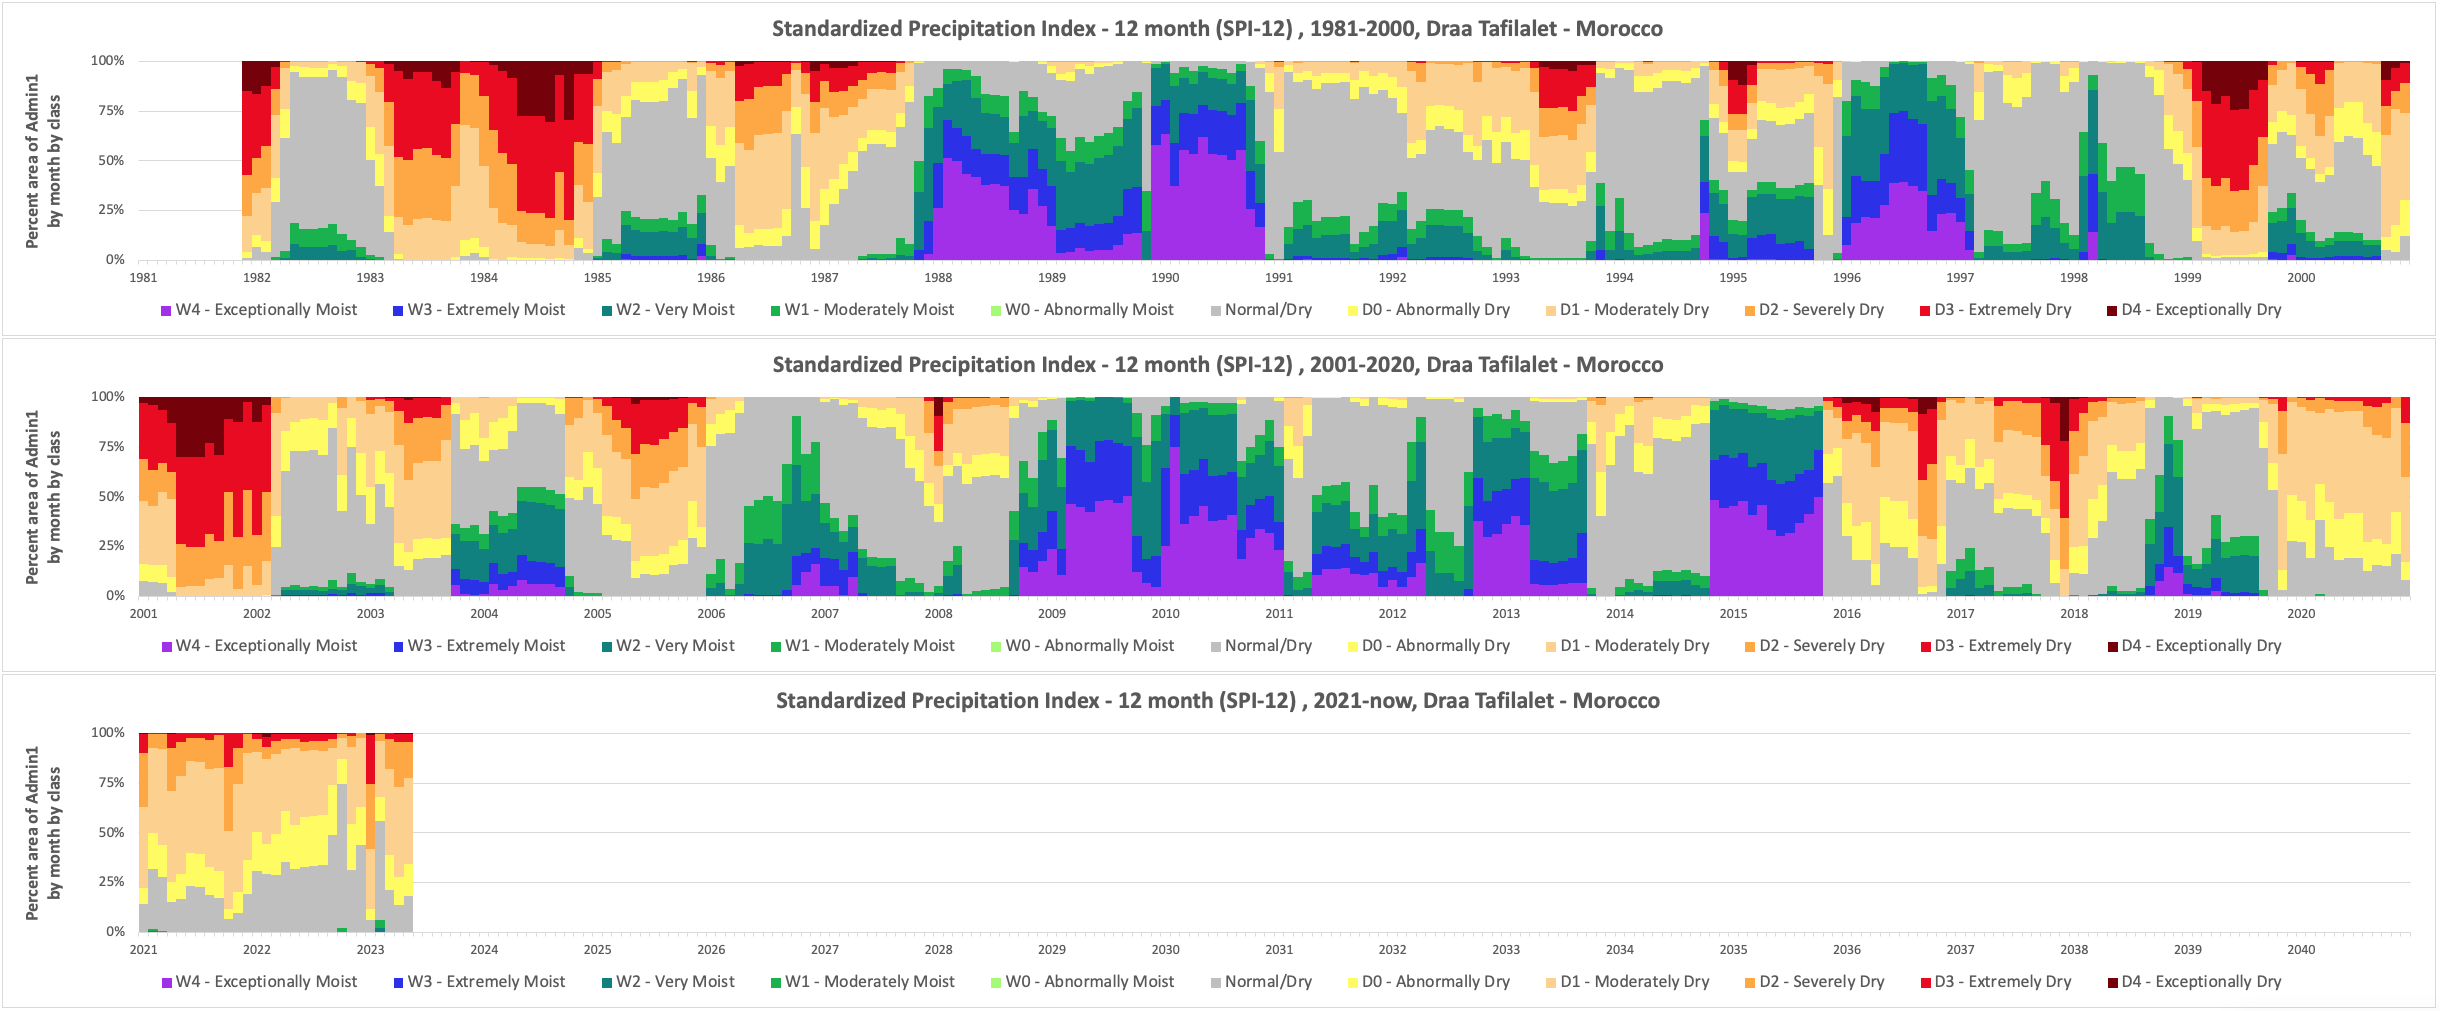 Standardized Precipitation Index - 12 month (SPI-12) , 1981-2000, Draa Tafilalet - Morocco
Percent area of Admin1
by month by class
100%
75%
50%
25%
0%
1981 1982 1983 1984 1985 1986 1987 1988 1989 1990 1991 1992 1993 1994 1995 1996 1997 1998 1999 2000
W4 - Exceptionally Moist W3 - Extremely Moist W2 - Very Moist W1 - Moderately Moist W0 - Abnormally Moist Normal/Dry D0 - Abnormally Dry D1 - Moderately Dry D2 - Severely Dry D3 - Extremely Dry D4 - Exceptionally Dry
Standardized Precipitation Index - 12 month (SPI-12) , 2001-2020, Draa Tafilalet - Morocco
Percent area of Admin1
by month by class
100%
75%
50%
25%
0%
2001 2002 2003 2004 2005 2006 2007 2008 2009 2010 2011 2012 2013 2014 2015 2016 2017 2018 2019 2020
W4 - Exceptionally Moist W3 - Extremely Moist W2 - Very Moist W1 - Moderately Moist W0 - Abnormally Moist Normal/Dry D0 - Abnormally Dry D1 - Moderately Dry D2 - Severely Dry D3 - Extremely Dry D4 - Exceptionally Dry
Standardized Precipitation Index - 12 month (SPI-12) , 2021-now, Draa Tafilalet - Morocco
Percent area of Admin1
by month by class
100%
75%
50%
25%
0%
2021 2022 2023 2024 2025 2026 2027 2028 2029 2030 2031 2032 2033 2034 2035 2036 2037 2038 2039 2040
W4 - Exceptionally Moist W3 - Extremely Moist W2 - Very Moist W1 - Moderately Moist W0 - Abnormally Moist Normal/Dry D0 - Abnormally Dry D1 - Moderately Dry D2 - Severely Dry D3 - Extremely Dry D4 - Exceptionally Dry